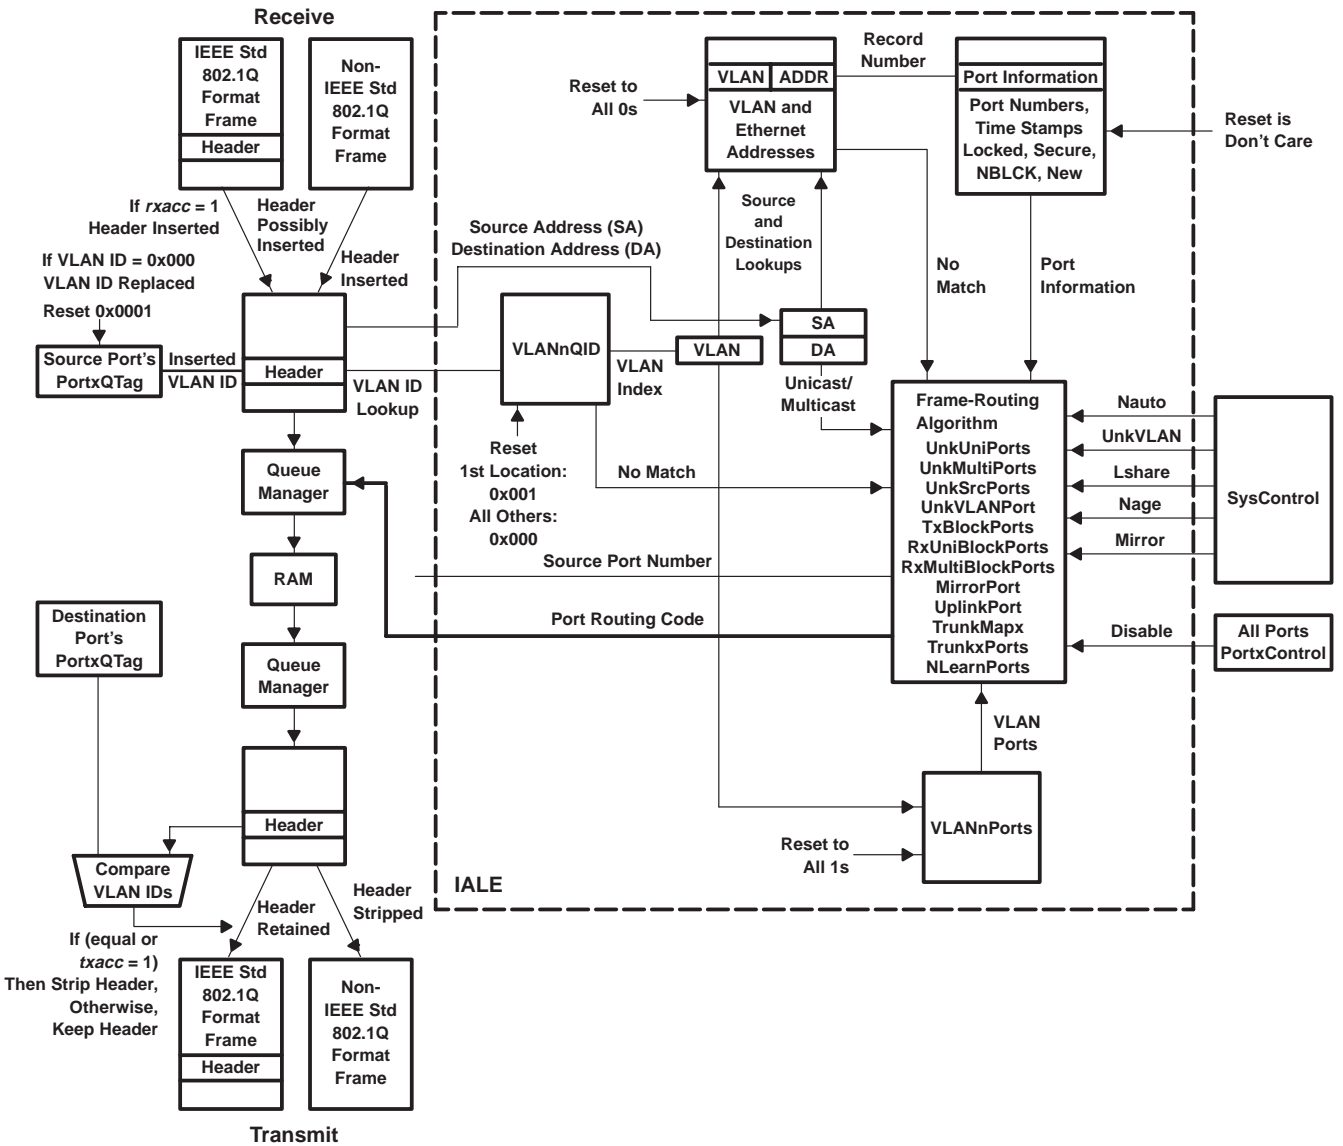 Receive
IEEE Std
802.1Q
Format
Frame
Header
Non-
IEEE Std
802.1Q
Format
Frame
If rxacc = 1
Header Inserted
Header
Possibly
Inserted
Header
Inserted
If VLAN ID = 0x000
VLAN ID Replaced
Reset 0x0001
Source Port's
PortxQTag
Inserted
VLAN ID
Header
VLAN ID
Lookup
Source Address (SA)
Destination Address (DA)
VLANnQID
VLAN
Index
VLAN
Reset
1st Location:
0x001
All Others:
0x000
No Match
Reset to
All 0s
VLAN
ADDR
VLAN and
Ethernet
Addresses
Record
Number
Port Information
Port Numbers,
Time Stamps
Locked, Secure,
NBLCK, New
Reset is
Don't Care
Source
and
Destination
Lookups
SA
DA
Unicast/
Multicast
No
Match
Port
Information
Frame-Routing
Algorithm
UnkUniPorts
UnkMultiPorts
UnkSrcPorts
UnkVLANPort
TxBlockPorts
RxUniBlockPorts
RxMultiBlockPorts
MirrorPort
UplinkPort
TrunkMapx
TrunkxPorts
NLearnPorts
Nauto
UnkVLAN
Lshare
Nage
Mirror
SysControl
Disable
All Ports
PortxControl
Source Port Number
Port Routing Code
VLAN
Ports
VLANnPorts
Reset to
All 1s
IALE
Queue
Manager
RAM
Queue
Manager
Destination
Port's
PortxQTag
Header
Compare
VLAN IDs
Header
Retained
Header
Stripped
If (equal or
txacc = 1)
Then Strip Header,
Otherwise,
Keep Header
IEEE Std
802.1Q
Format
Frame
Header
Non-
IEEE Std
802.1Q
Format
Frame
Transmit